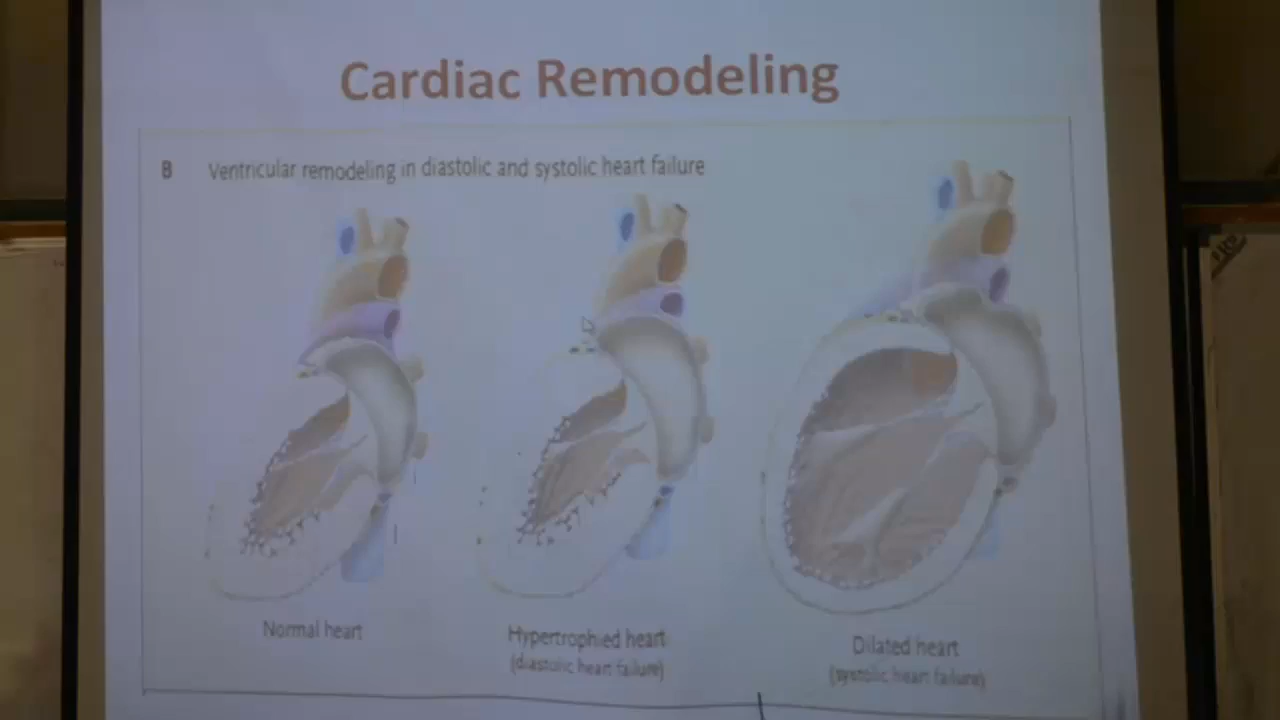 Cardiac Remodeling
B Ventricular remodeling in diastolic and systolic heart failure
Normal heart
Hypertrophied heart
(diastolic heart failure)
Dilated heart
(systolic heart failure)